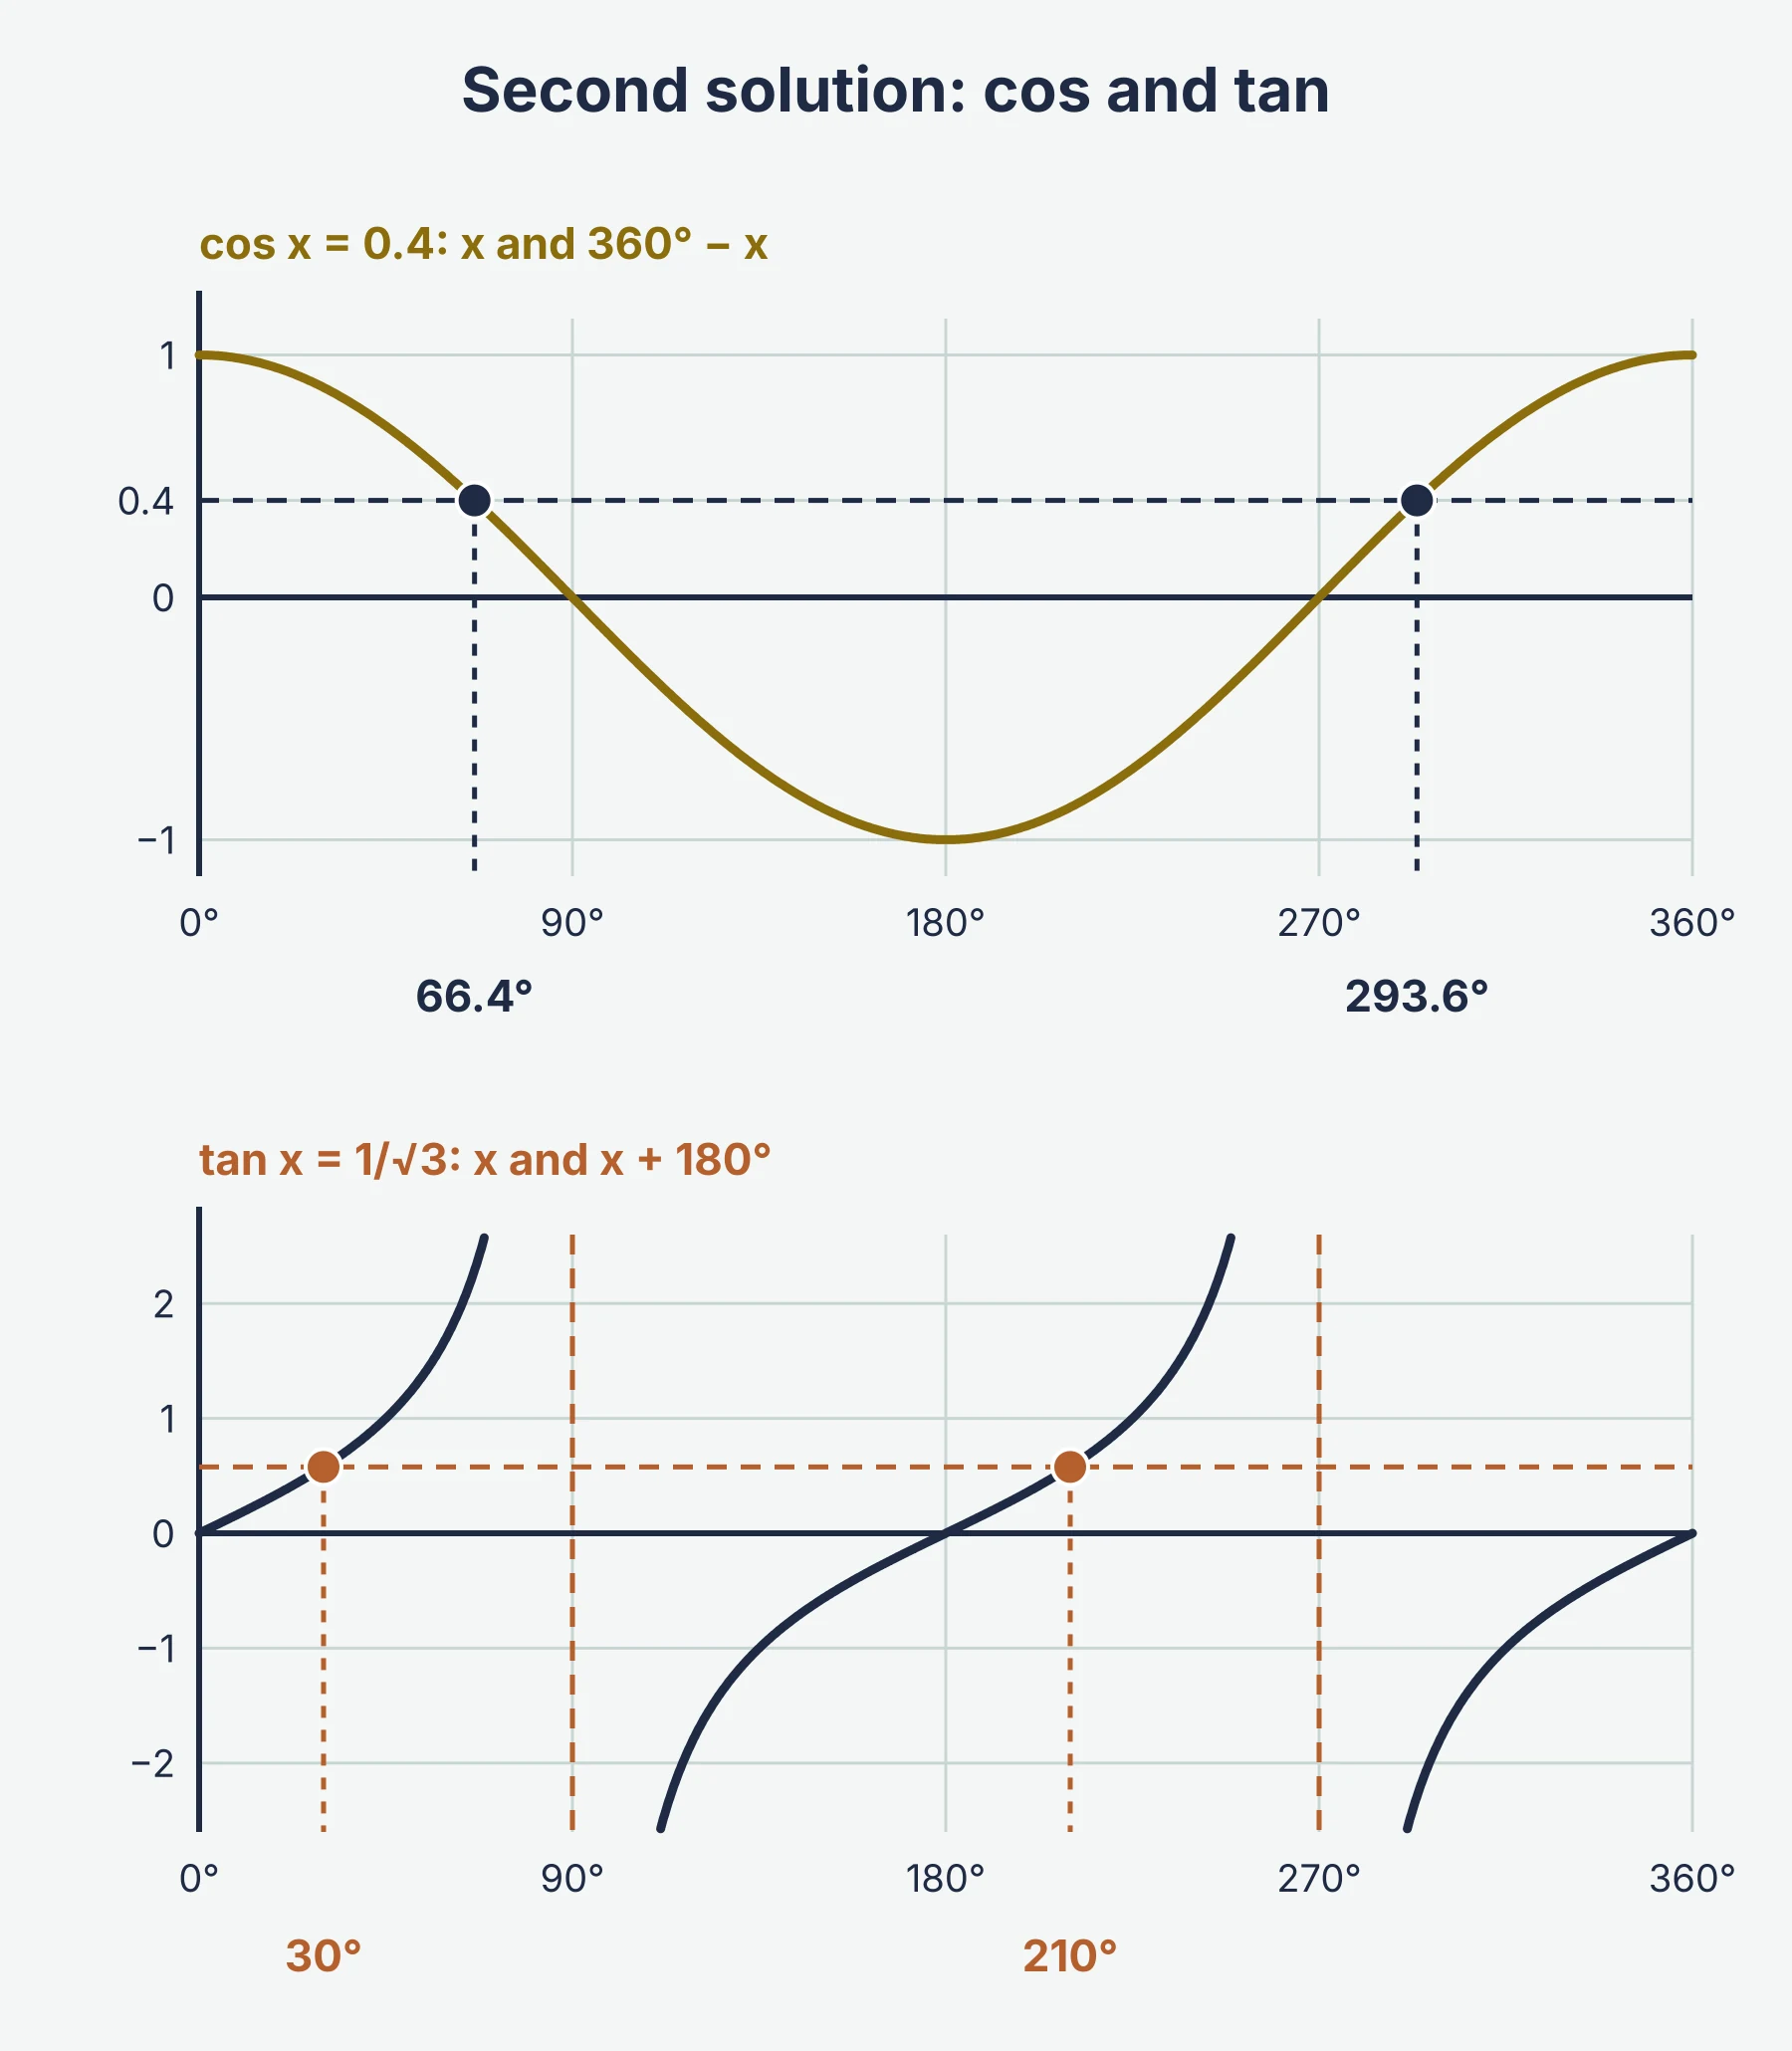 Second solution: cos and tan
cos x = 0.4: x and 360° − x
1
0.4
0
−1
0° 90° 180° 270° 360°
66.4° 293.6°
tan x = 1/√3: x and x + 180°
2
1
0
−1
−2
0° 90° 180° 270° 360°
30° 210°